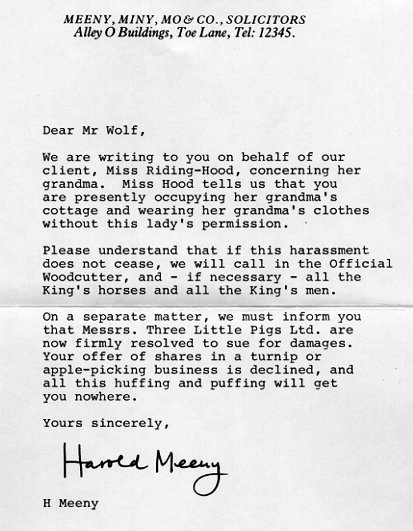 MEENY, MINY, MO & CO., SOLICITORS
Alley O Buildings, Toe Lane, Tel: 12345.
Dear Mr Wolf,
We are writing to you on behalf of our
client, Miss Riding-Hood, concerning her
grandma.  Miss Hood tells us that you
are presently occupying her grandma's
cottage and wearing her grandma's clothes
without this lady's permission.
Please understand that if this harassment
does not cease, we will call in the Official
Woodcutter, and - if necessary - all the
King's horses and all the King's men.
On a separate matter, we must inform you
that Messrs. Three Little Pigs Ltd. are
now firmly resolved to sue for damages.
Your offer of shares in a turnip or
apple-picking business is declined, and
all this huffing and puffing will get
you nowhere.
Yours sincerely,
Harold Meeny
H Meeny